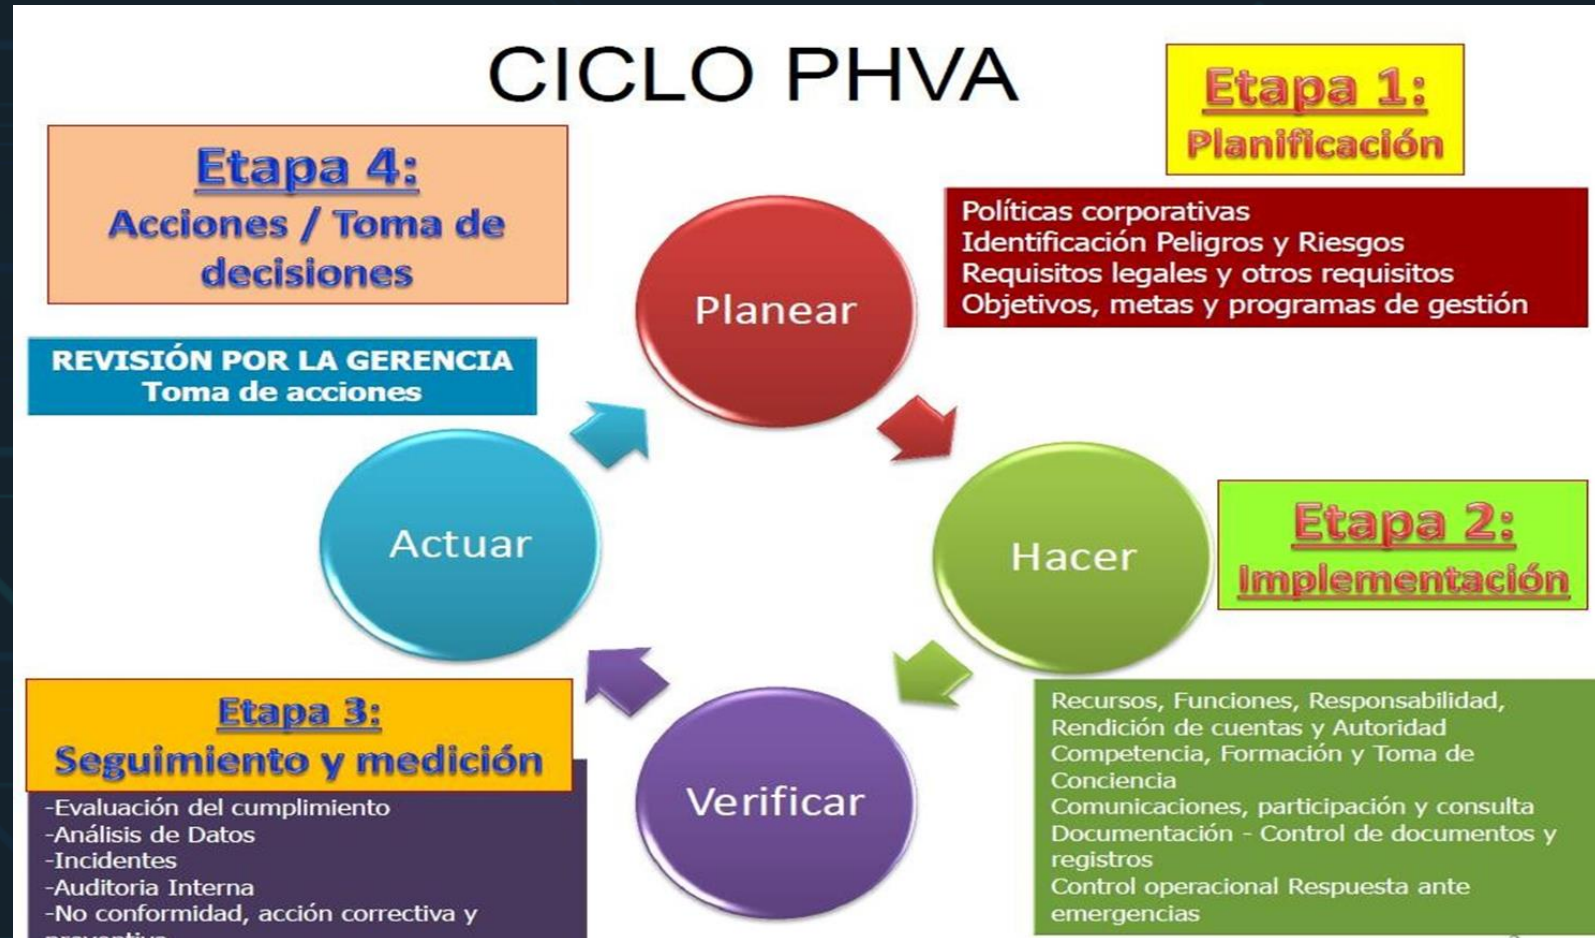 CICLO PHVA
Etapa 1:
Planificación
Políticas corporativas
Identificación Peligros y Riesgos
Requisitos legales y otros requisitos
Objetivos, metas y programas de gestión
Planear
Etapa 2:
Implementación
Hacer
Recursos, Funciones, Responsabilidad,
Rendición de cuentas y Autoridad
Competencia, Formación y Toma de
Conciencia
Comunicaciones, participación y consulta
Documentación - Control de documentos y
registros
Control operacional Respuesta ante
emergencias
Verificar
Etapa 3:
Seguimiento y medición
-Evaluación del cumplimiento
-Análisis de Datos
-Incidentes
-Auditoria Interna
-No conformidad, acción correctiva y
Actuar
Etapa 4:
Acciones / Toma de
decisiones
REVISIÓN POR LA GERENCIA
Toma de acciones